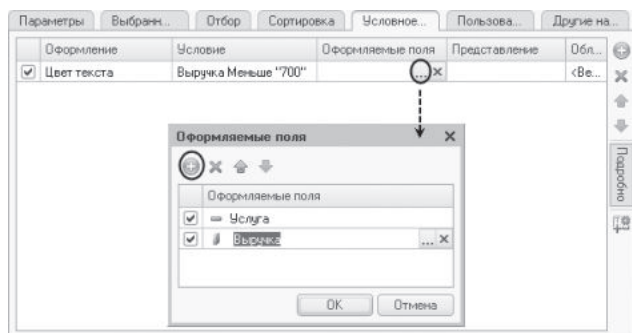 Параметры Выбранн... Отбор Сортировка Условное... Пользова... Другие на...
Оформление Условие Оформляемые поля Представление Обл...
Цвет текста Выручка Меньше "700" ... × <Ве...
Подробно
Оформляемые поля ×
Оформляемые поля
Услуга
Выручка ... ×
ОК Отмена